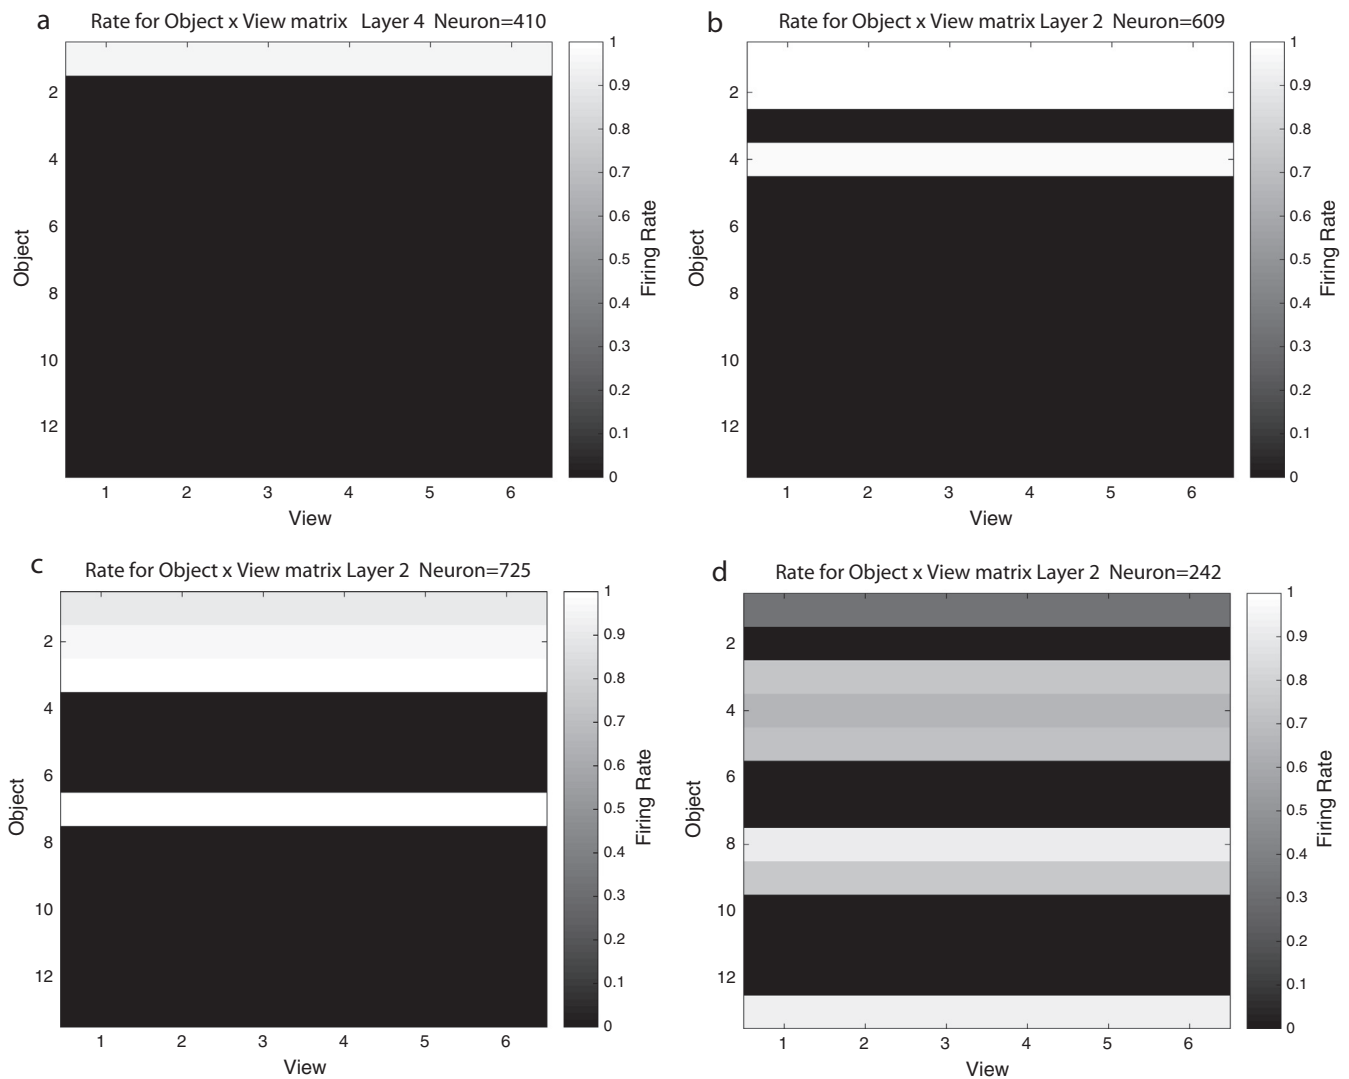 a
Rate for Object x View matrix Layer 4 Neuron=410
2
4
6
8
10
12
Object
1 2 3 4 5 6
View
1
0.9
0.8
0.7
0.6
0.5
0.4
0.3
0.2
0.1
0
Firing Rate
b
Rate for Object x View matrix Layer 2 Neuron=609
2
4
6
8
10
12
Object
1 2 3 4 5 6
View
1
0.9
0.8
0.7
0.6
0.5
0.4
0.3
0.2
0.1
0
Firing Rate
c
Rate for Object x View matrix Layer 2 Neuron=725
2
4
6
8
10
12
Object
1 2 3 4 5 6
View
1
0.9
0.8
0.7
0.6
0.5
0.4
0.3
0.2
0.1
0
Firing Rate
d
Rate for Object x View matrix Layer 2 Neuron=242
2
4
6
8
10
12
Object
1 2 3 4 5 6
View
1
0.9
0.8
0.7
0.6
0.5
0.4
0.3
0.2
0.1
0
Firing Rate